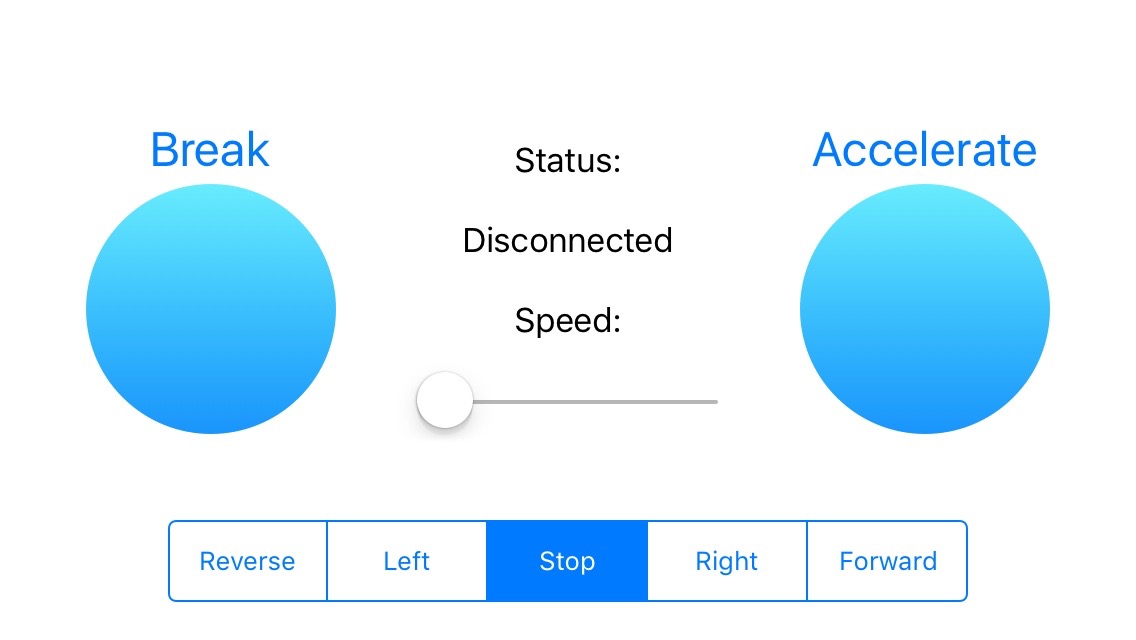 Break
Accelerate
Status:
Disconnected
Speed:
Reverse
Left
Stop
Right
Forward